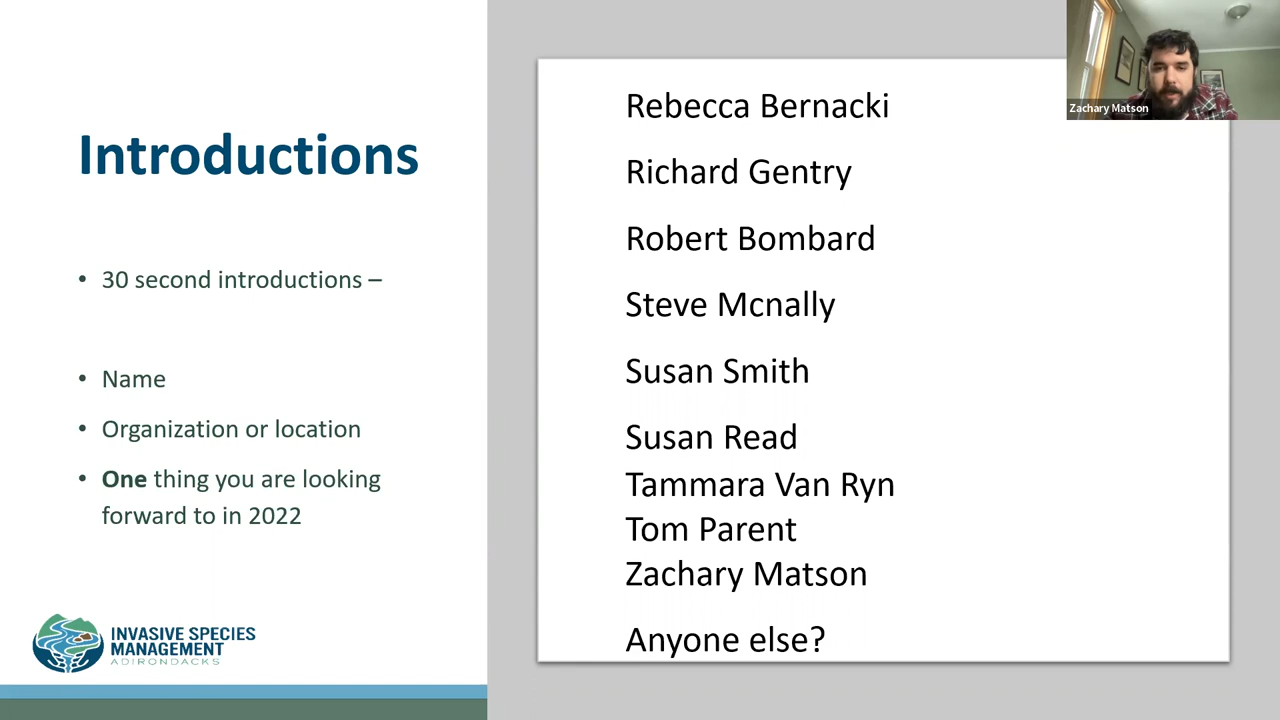 Introductions
• 30 second introductions –
• Name
• Organization or location
• One thing you are looking
forward to in 2022
INVASIVE SPECIES
MANAGEMENT
ADIRONDACKS
Rebecca Bernacki
Richard Gentry
Robert Bombard
Steve Mcnally
Susan Smith
Susan Read
Tammara Van Ryn
Tom Parent
Zachary Matson
Anyone else?
Zachary Matson